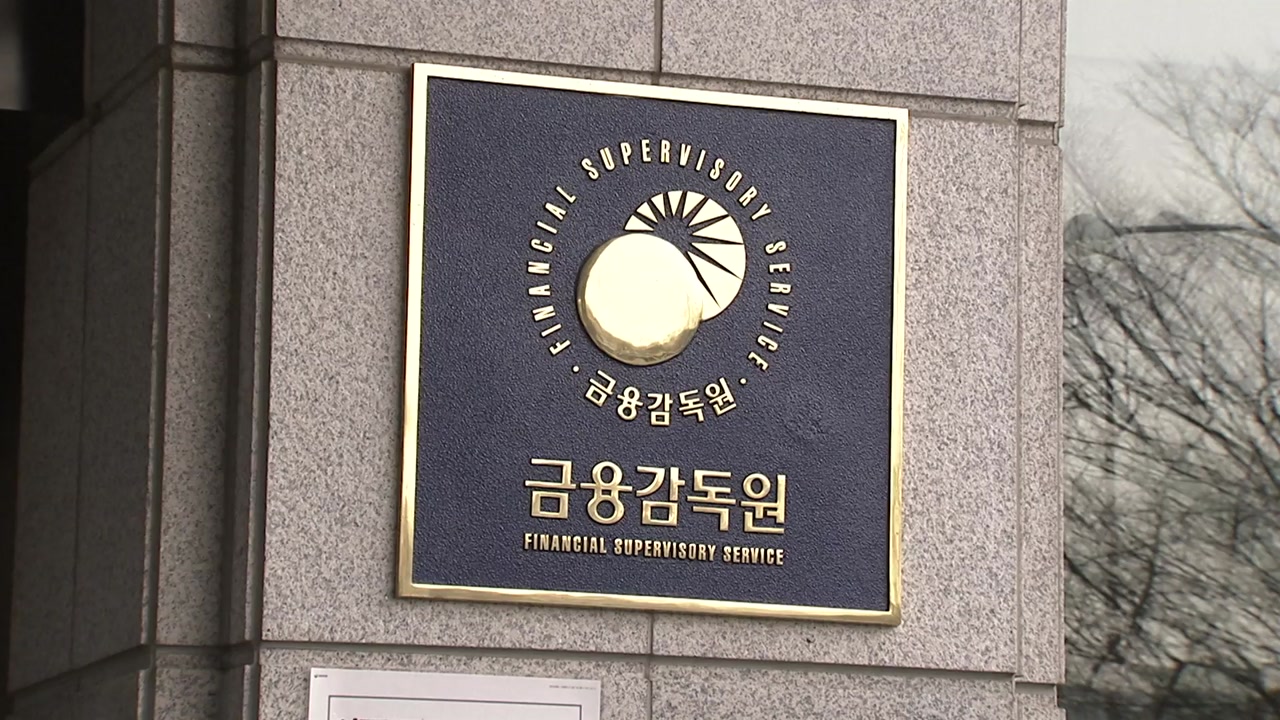 FINANCIAL SUPERVISORY SERVICE
· 금융감독원 ·
금융감독원
FINANCIAL SUPERVISORY SERVICE